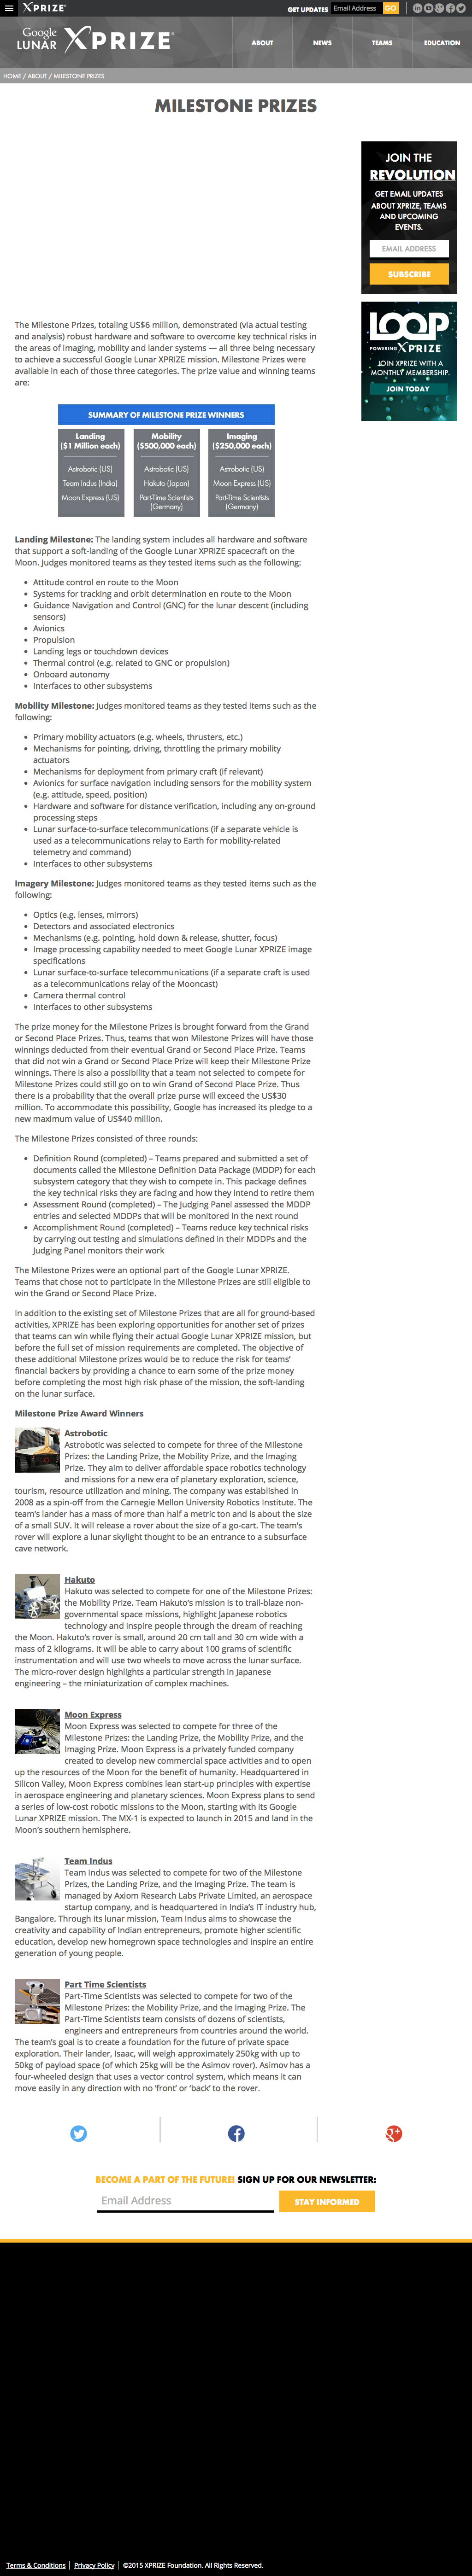 XPRIZE
GET UPDATES Email Address GO
Google
LUNAR XPRIZE
ABOUT NEWS TEAMS EDUCATION
HOME / ABOUT / MILESTONE PRIZES
MILESTONE PRIZES
JOIN THE
REVOLUTION
GET EMAIL UPDATES
ABOUT XPRIZE, TEAMS
AND UPCOMING
EVENTS.
EMAIL ADDRESS
SUBSCRIBE
LOOP
POWERING XPRIZE
JOIN XPRIZE WITH A
MONTHLY MEMBERSHIP.
JOIN TODAY
The Milestone Prizes, totaling US$6 million, demonstrated (via actual testing
and analysis) robust hardware and software to overcome key technical risks in
the areas of imaging, mobility and lander systems — all three being necessary
to achieve a successful Google Lunar XPRIZE mission. Milestone Prizes were
available in each of those three categories. The prize value and winning teams
are:
SUMMARY OF MILESTONE PRIZE WINNERS
Landing
($1 Million each)
Astrobotic (US)
Team Indus (India)
Moon Express (US)
Mobility
($500,000 each)
Astrobotic (US)
Hakuto (Japan)
Part-Time Scientists
(Germany)
Imaging
($250,000 each)
Astrobotic (US)
Moon Express (US)
Part-Time Scientists
(Germany)
Landing Milestone: The landing system includes all hardware and software
that support a soft-landing of the Google Lunar XPRIZE spacecraft on the
Moon. Judges monitored teams as they tested items such as the following:
• Attitude control en route to the Moon
• Systems for tracking and orbit determination en route to the Moon
• Guidance Navigation and Control (GNC) for the lunar descent (including
sensors)
• Avionics
• Propulsion
• Landing legs or touchdown devices
• Thermal control (e.g. related to GNC or propulsion)
• Onboard autonomy
• Interfaces to other subsystems
Mobility Milestone: Judges monitored teams as they tested items such as the
following:
• Primary mobility actuators (e.g. wheels, thrusters, etc.)
• Mechanisms for pointing, driving, throttling the primary mobility
actuators
• Mechanisms for deployment from primary craft (if relevant)
• Avionics for surface navigation including sensors for the mobility system
(e.g. attitude, speed, position)
• Hardware and software for distance verification, including any on-ground
processing steps
• Lunar surface-to-surface telecommunications (if a separate vehicle is
used as a telecommunications relay to Earth for mobility-related
telemetry and command)
• Interfaces to other subsystems
Imagery Milestone: Judges monitored teams as they tested items such as the
following:
• Optics (e.g. lenses, mirrors)
• Detectors and associated electronics
• Mechanisms (e.g. pointing, hold down & release, shutter, focus)
• Image processing capability needed to meet Google Lunar XPRIZE image
specifications
• Lunar surface-to-surface telecommunications (if a separate craft is used
as a telecommunications relay of the Mooncast)
• Camera thermal control
• Interfaces to other subsystems
The prize money for the Milestone Prizes is brought forward from the Grand
or Second Place Prizes. Thus, teams that won Milestone Prizes will have those
winnings deducted from their eventual Grand or Second Place Prize. Teams
that did not win a Grand or Second Place Prize will keep their Milestone Prize
winnings. There is also a possibility that a team not selected to compete for
Milestone Prizes could still go on to win Grand of Second Place Prize. Thus
there is a probability that the overall prize purse will exceed the US$30
million. To accommodate this possibility, Google has increased its pledge to a
new maximum value of US$40 million.
The Milestone Prizes consisted of three rounds:
• Definition Round (completed) – Teams prepared and submitted a set of
documents called the Milestone Definition Data Package (MDDP) for each
subsystem category that they wish to compete in. This package defines
the key technical risks they are facing and how they intend to retire them
• Assessment Round (completed) – The Judging Panel assessed the MDDP
entries and selected MDDPs that will be monitored in the next round
• Accomplishment Round (completed) – Teams reduce key technical risks
by carrying out testing and simulations defined in their MDDPs and the
Judging Panel monitors their work
The Milestone Prizes were an optional part of the Google Lunar XPRIZE.
Teams that chose not to participate in the Milestone Prizes are still eligible to
win the Grand or Second Place Prize.
In addition to the existing set of Milestone Prizes that are all for ground-based
activities, XPRIZE has been exploring opportunities for another set of prizes
that teams can win while flying their actual Google Lunar XPRIZE mission, but
before the full set of mission requirements are completed. The objective of
these additional Milestone prizes would be to reduce the risk for teams’
financial backers by providing a chance to earn some of the prize money
before completing the most high risk phase of the mission, the soft-landing
on the lunar surface.
Milestone Prize Award Winners
Astrobotic
Astrobotic was selected to compete for three of the Milestone
Prizes: the Landing Prize, the Mobility Prize, and the Imaging
Prize. They aim to deliver affordable space robotics technology
and missions for a new era of planetary exploration, science,
tourism, resource utilization and mining. The company was established in
2008 as a spin-off from the Carnegie Mellon University Robotics Institute. The
team’s lander has a mass of more than half a metric ton and is about the size
of a small SUV. It will release a rover about the size of a go-cart. The team’s
rover will explore a lunar skylight thought to be an entrance to a subsurface
cave network.
Hakuto
Hakuto was selected to compete for one of the Milestone Prizes:
the Mobility Prize. Team Hakuto’s mission is to trail-blaze non-
governmental space missions, highlight Japanese robotics
technology and inspire people through the dream of reaching
the Moon. Hakuto’s rover is small, around 20 cm tall and 30 cm wide with a
mass of 2 kilograms. It will be able to carry about 100 grams of scientific
instrumentation and will use two wheels to move across the lunar surface.
The micro-rover design highlights a particular strength in Japanese
engineering – the miniaturization of complex machines.
Moon Express
Moon Express was selected to compete for three of the
Milestone Prizes: the Landing Prize, the Mobility Prize, and the
Imaging Prize. Moon Express is a privately funded company
created to develop new commercial space activities and to open
up the resources of the Moon for the benefit of humanity. Headquartered in
Silicon Valley, Moon Express combines lean start-up principles with expertise
in aerospace engineering and planetary sciences. Moon Express plans to send
a series of low-cost robotic missions to the Moon, starting with its Google
Lunar XPRIZE mission. The MX-1 is expected to launch in 2015 and land in the
Moon’s southern hemisphere.
Team Indus
Team Indus was selected to compete for two of the Milestone
Prizes, the Landing Prize, and the Imaging Prize. The team is
managed by Axiom Research Labs Private Limited, an aerospace
startup company, and is headquartered in India’s IT industry hub,
Bangalore. Through its lunar mission, Team Indus aims to showcase the
creativity and capability of Indian entrepreneurs, promote higher scientific
education, develop new homegrown space technologies and inspire an entire
generation of young people.
Part Time Scientists
Part-Time Scientists was selected to compete for two of the
Milestone Prizes: the Mobility Prize, and the Imaging Prize. The
Part-Time Scientists team consists of dozens of scientists,
engineers and entrepreneurs from countries around the world.
The team’s goal is to create a foundation for the future of private space
exploration. Their lander, Isaac, will weigh approximately 250kg with up to
50kg of payload space (of which 25kg will be the Asimov rover). Asimov has a
four-wheeled design that uses a vector control system, which means it can
move easily in any direction with no ‘front’ or ‘back’ to the rover.
BECOME A PART OF THE FUTURE! SIGN UP FOR OUR NEWSLETTER:
Email Address STAY INFORMED
Terms & Conditions | Privacy Policy | ©2015 XPRIZE Foundation. All Rights Reserved.